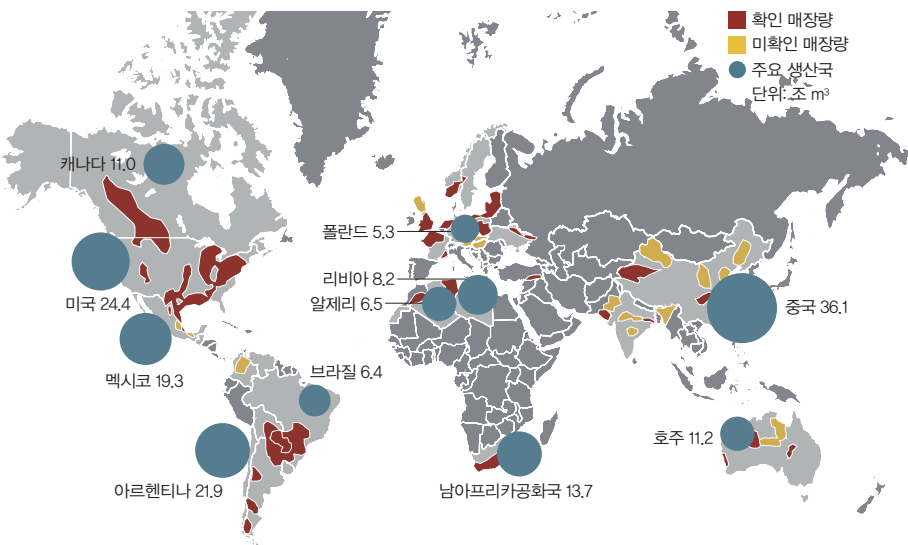 확인 매장량
미확인 매장량
주요 생산국
단위: 조 m³
캐나다 11.0
폴란드 5.3
리비아 8.2
미국 24.4
알제리 6.5
중국 36.1
멕시코 19.3
브라질 6.4
호주 11.2
아르헨티나 21.9
남아프리카공화국 13.7